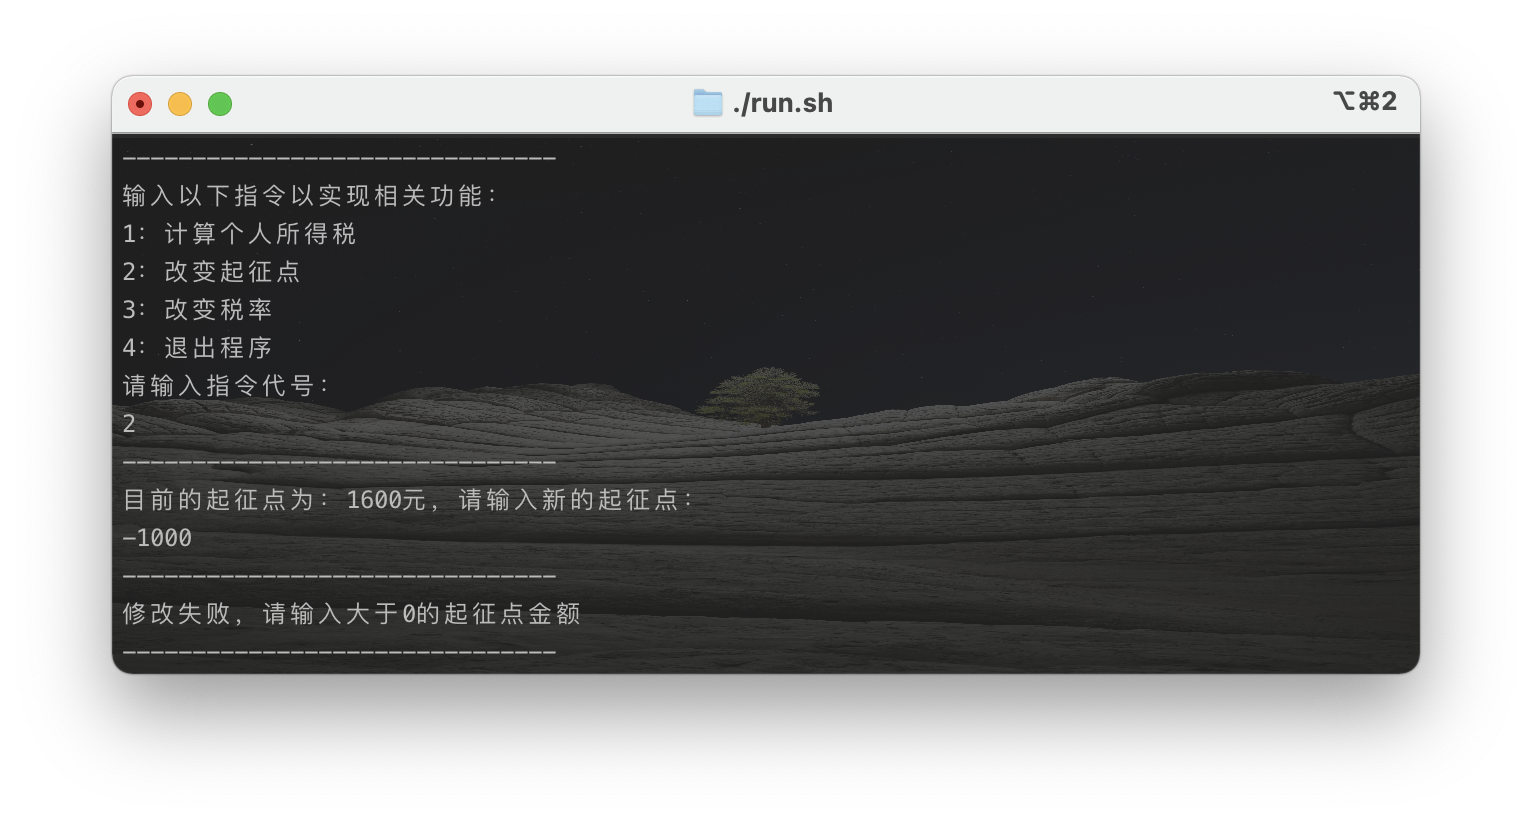 ./run.sh
⌥⌘2
-------------------------------
输入以下指令以实现相关功能：
1：计算个人所得税
2：改变起征点
3：改变税率
4：退出程序
请输入指令代号：
2
-------------------------------
目前的起征点为：1600元，请输入新的起征点：
-1000
-------------------------------
修改失败，请输入大于0的起征点金额
-------------------------------